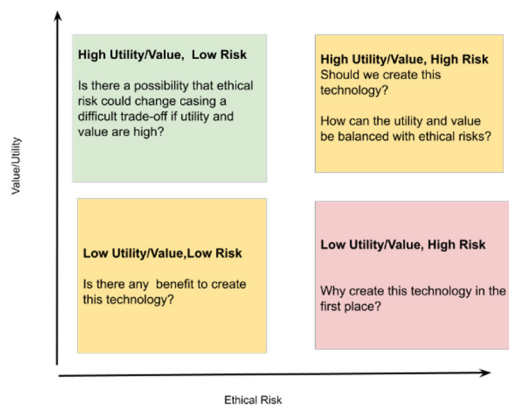 Value/Utility
High Utility/Value, Low Risk
Is there a possibility that ethical
risk could change casing a
difficult trade-off if utility and
value are high?
High Utility/Value, High Risk
Should we create this
technology?
How can the utility and value
be balanced with ethical risks?
Low Utility/Value,Low Risk
Is there any benefit to create
this technology?
Low Utility/Value, High Risk
Why create this technology in the
first place?
Ethical Risk